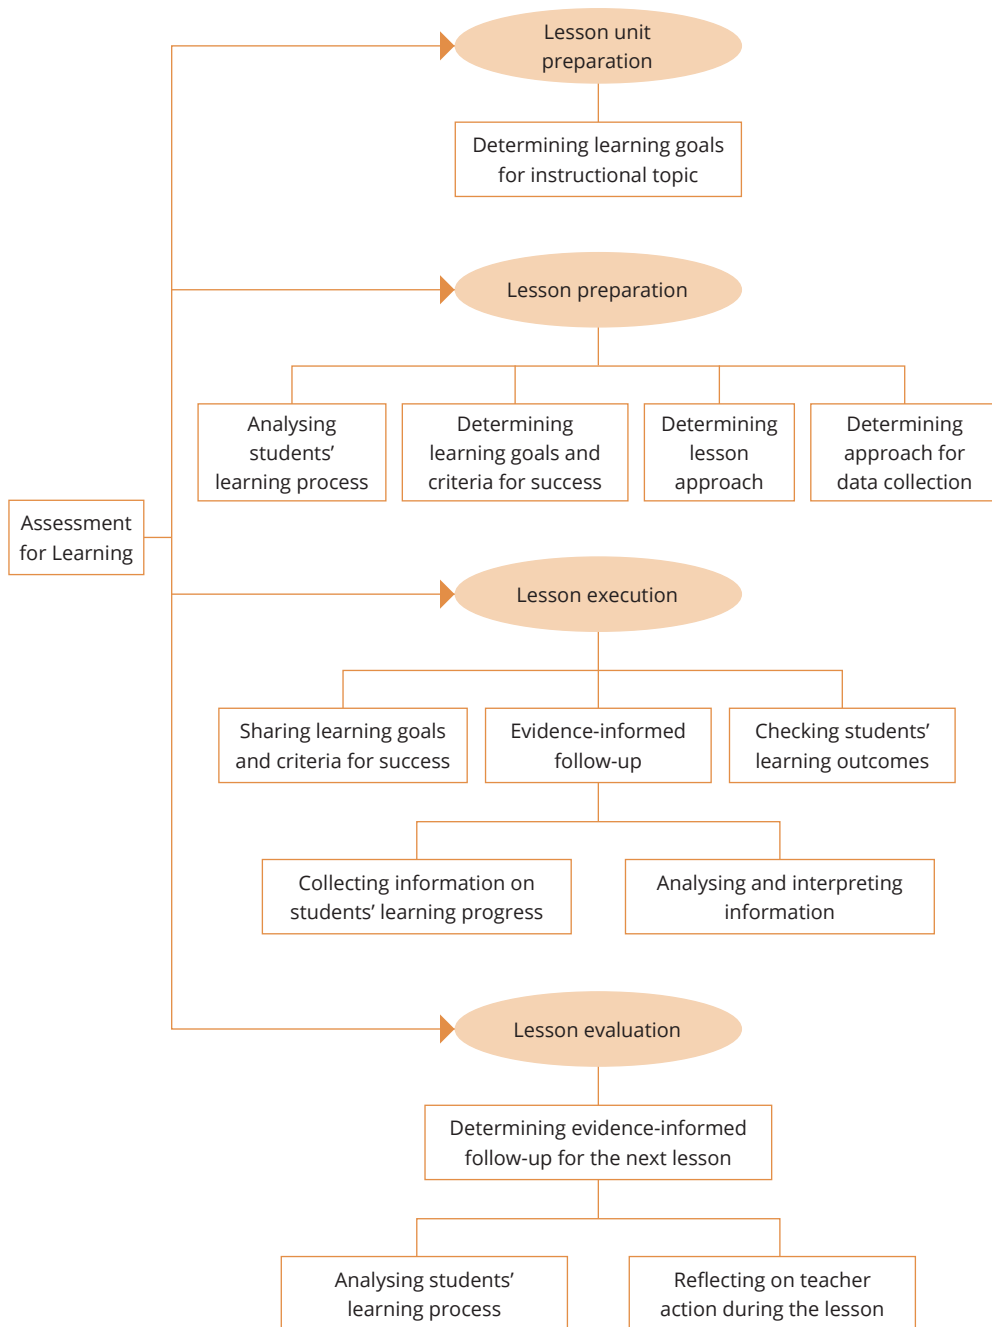 Lesson unit
preparation
Determining learning goals
for instructional topic
Lesson preparation
Analysing
students’
learning process
Determining
learning goals and
criteria for success
Determining
lesson
approach
Determining
approach for
data collection
Assessment
for Learning
Lesson execution
Sharing learning goals
and criteria for success
Evidence-informed
follow-up
Checking students’
learning outcomes
Collecting information on
students’ learning progress
Analysing and interpreting
information
Lesson evaluation
Determining evidence-informed
follow-up for the next lesson
Analysing students’
learning process
Reflecting on teacher
action during the lesson